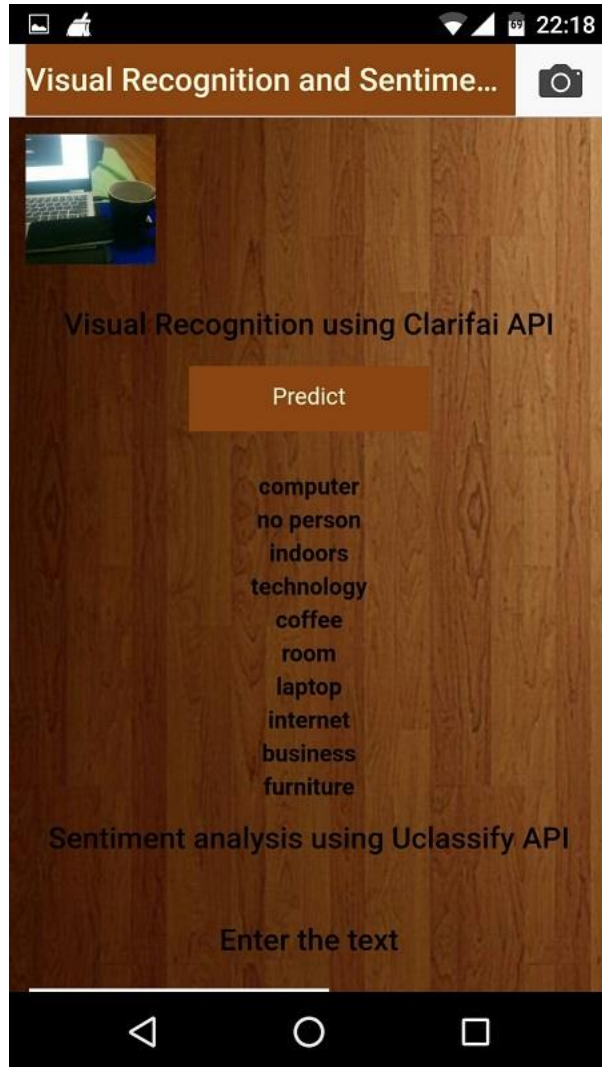 69 22:18
Visual Recognition and Sentime...
Visual Recognition using Clarifai API
Predict
computer
no person
indoors
technology
coffee
room
laptop
internet
business
furniture
Sentiment analysis using Uclassify API
Enter the text